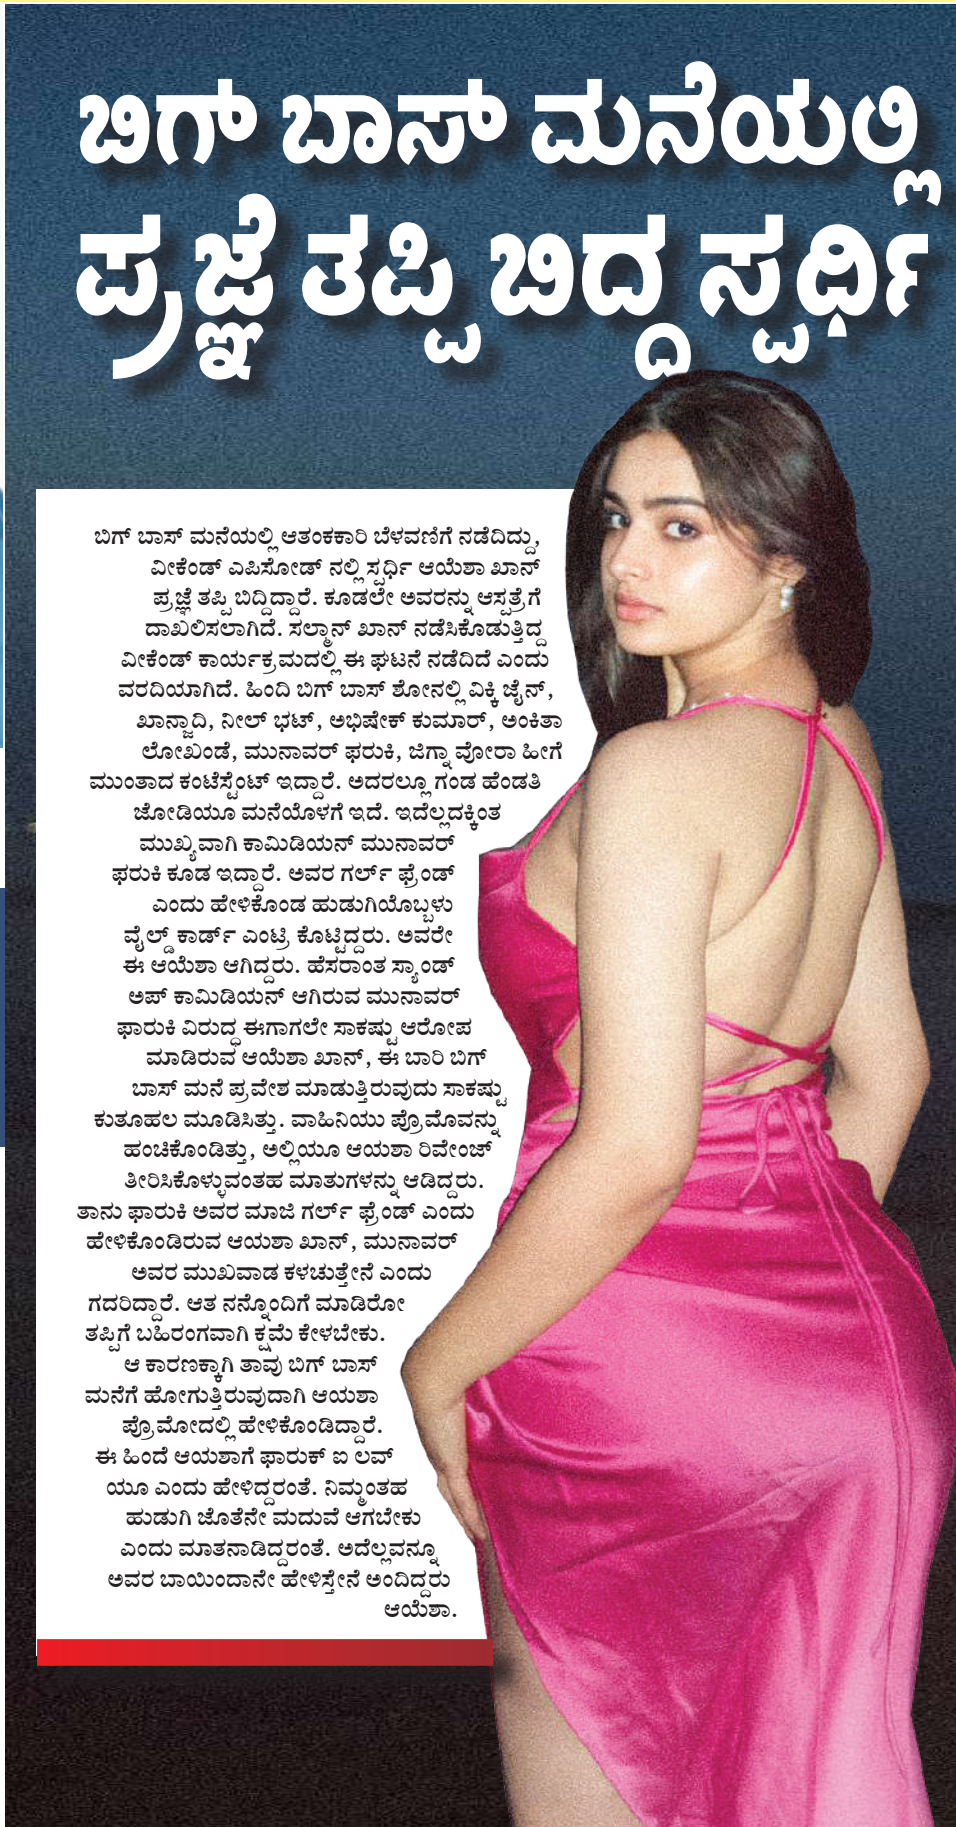 ಬಿಗ್ ಬಾಸ್ ಮನೆಯಲ್ಲಿ
ಪ್ರಜ್ಞೆ ತಪ್ಪಿ ಬಿದ್ದ ಸ್ಪರ್ಧಿ
ಬಿಗ್ ಬಾಸ್ ಮನೆಯಲ್ಲಿ ಆತಂಕಕಾರಿ ಬೆಳವಣಿಗೆ ನಡೆದಿದ್ದು,
ವೀಕೆಂಡ್ ಎಪಿಸೋಡ್ ನಲ್ಲಿ ಸ್ಪರ್ಧಿ ಆಯೆಶಾ ಖಾನ್
ಪ್ರಜ್ಞೆ ತಪ್ಪಿ ಬಿದ್ದಿದ್ದಾರೆ. ಕೂಡಲೇ ಅವರನ್ನು ಆಸ್ಪತ್ರೆಗೆ
ದಾಖಲಿಸಲಾಗಿದೆ. ಸಲ್ಮಾನ್ ಖಾನ್ ನಡೆಸಿಕೊಡುತ್ತಿದ್ದ
ವೀಕೆಂಡ್ ಕಾರ್ಯಕ್ರಮದಲ್ಲಿ ಈ ಘಟನೆ ನಡೆದಿದೆ ಎಂದು
ವರದಿಯಾಗಿದೆ. ಹಿಂದಿ ಬಿಗ್ ಬಾಸ್ ಶೋನಲ್ಲಿ ವಿಕ್ಕಿ ಜೈನ್,
ಖಾನ್ಜಾದಿ, ನೀಲ್ ಭಟ್, ಅಭಿಷೇಕ್ ಕುಮಾರ್, ಅಂಕಿತಾ
ಲೋಖಂಡೆ, ಮುನಾವರ್ ಫರುಕಿ, ಜಿಗ್ನಾ ವೋರಾ ಹೀಗೆ
ಮುಂತಾದ ಕಂಟೆಸ್ಟೆಂಟ್ ಇದ್ದಾರೆ. ಅದರಲ್ಲೂ ಗಂಡ ಹೆಂಡತಿ
ಜೋಡಿಯೂ ಮನೆಯೊಳಗೆ ಇದೆ. ಇದೆಲ್ಲದಕ್ಕಿಂತ
ಮುಖ್ಯವಾಗಿ ಕಾಮಿಡಿಯನ್ ಮುನಾವರ್
ಫರುಕಿ ಕೂಡ ಇದ್ದಾರೆ. ಅವರ ಗರ್ಲ್ ಫ್ರೆಂಡ್
ಎಂದು ಹೇಳಿಕೊಂಡ ಹುಡುಗಿಯೊಬ್ಬಳು
ವೈಲ್ಡ್ ಕಾರ್ಡ್ ಎಂಟ್ರಿ ಕೊಟ್ಟಿದ್ದರು. ಅವರೇ
ಈ ಆಯೆಶಾ ಆಗಿದ್ದರು. ಹೆಸರಾಂತ ಸ್ಟ್ಯಾಂಡ್
ಅಪ್ ಕಾಮಿಡಿಯನ್ ಆಗಿರುವ ಮುನಾವರ್
ಫಾರುಕಿ ವಿರುದ್ಧ ಈಗಾಗಲೇ ಸಾಕಷ್ಟು ಆರೋಪ
ಮಾಡಿರುವ ಆಯೆಶಾ ಖಾನ್, ಈ ಬಾರಿ ಬಿಗ್
ಬಾಸ್ ಮನೆ ಪ್ರವೇಶ ಮಾಡುತ್ತಿರುವುದು ಸಾಕಷ್ಟು
ಕುತೂಹಲ ಮೂಡಿಸಿತ್ತು. ವಾಹಿನಿಯು ಪ್ರೊಮೊವನ್ನು
ಹಂಚಿಕೊಂಡಿತ್ತು, ಅಲ್ಲಿಯೂ ಆಯಶಾ ರಿವೇಂಜ್
ತೀರಿಸಿಕೊಳ್ಳುವಂತಹ ಮಾತುಗಳನ್ನು ಆಡಿದ್ದರು.
ತಾನು ಫಾರುಕಿ ಅವರ ಮಾಜಿ ಗರ್ಲ್ ಫ್ರೆಂಡ್ ಎಂದು
ಹೇಳಿಕೊಂಡಿರುವ ಆಯಶಾ ಖಾನ್, ಮುನಾವರ್
ಅವರ ಮುಖವಾಡ ಕಳಚುತ್ತೇನೆ ಎಂದು
ಗದರಿದ್ದಾರೆ. ಆತ ನನ್ನೊಂದಿಗೆ ಮಾಡಿರೋ
ತಪ್ಪಿಗೆ ಬಹಿರಂಗವಾಗಿ ಕ್ಷಮೆ ಕೇಳಬೇಕು.
ಆ ಕಾರಣಕ್ಕಾಗಿ ತಾವು ಬಿಗ್ ಬಾಸ್
ಮನೆಗೆ ಹೋಗುತ್ತಿರುವುದಾಗಿ ಆಯಶಾ
ಪ್ರೊಮೋದಲ್ಲಿ ಹೇಳಿಕೊಂಡಿದ್ದಾರೆ.
ಈ ಹಿಂದೆ ಆಯಶಾಗೆ ಫಾರುಕ್ ಐ ಲವ್
ಯೂ ಎಂದು ಹೇಳಿದ್ದರಂತೆ. ನಿಮ್ಮಂತಹ
ಹುಡುಗಿ ಜೊತೆನೇ ಮದುವೆ ಆಗಬೇಕು
ಎಂದು ಮಾತನಾಡಿದ್ದರಂತೆ. ಅದೆಲ್ಲವನ್ನೂ
ಅವರ ಬಾಯಿಂದಾನೇ ಹೇಳಿಸ್ತೇನೆ ಅಂದಿದ್ದರು
ಆಯೆಶಾ.